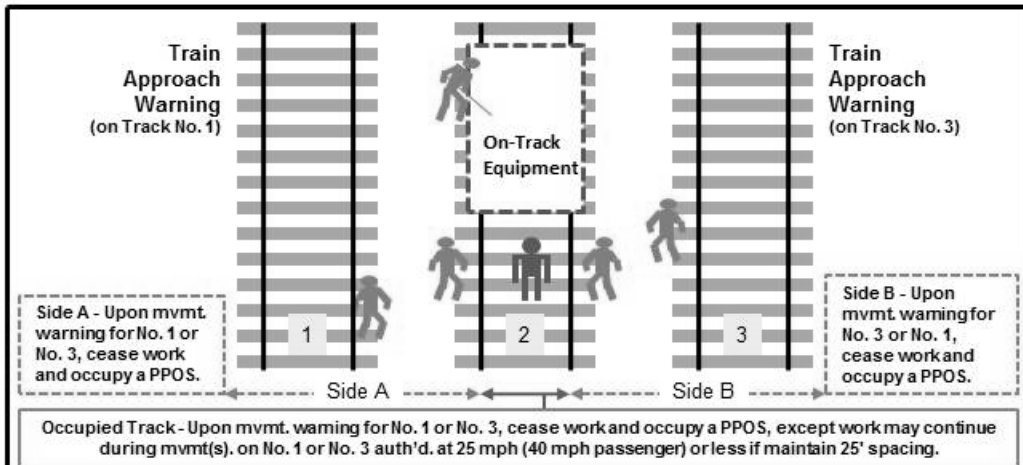 Train
Approach
Warning
(on Track No. 1)
On-Track
Equipment
Train
Approach
Warning
(on Track No. 3)
Side A - Upon mvmt.
warning for No. 1 or
No. 3, cease work
and occupy a PPOS.
1
2
3
Side B - Upon
mvmt. warning for
No. 3 or No. 1,
cease work and
occupy a PPOS.
Side A
Side B
Occupied Track - Upon mvmt. warning for No. 1 or No. 3, cease work and occupy a PPOS, except work may continue
during mvmt(s). on No. 1 or No. 3 auth'd. at 25 mph (40 mph passenger) or less if maintain 25' spacing.